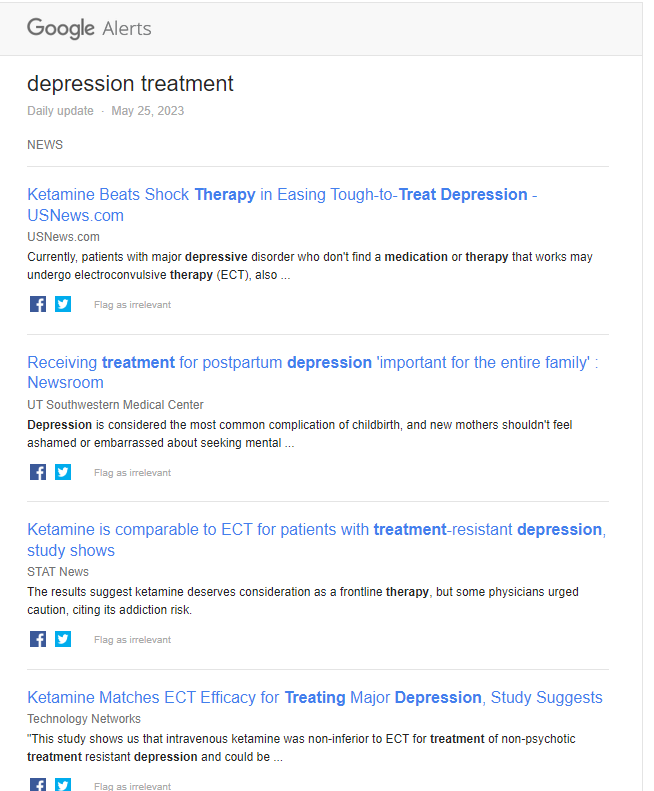 Google Alerts
depression treatment
Daily update · May 25, 2023
NEWS
Ketamine Beats Shock Therapy in Easing Tough-to-Treat Depression -
USNews.com
USNews.com
Currently, patients with major depressive disorder who don't find a medication or therapy that works may
undergo electroconvulsive therapy (ECT), also ...
Flag as irrelevant
Receiving treatment for postpartum depression 'important for the entire family' :
Newsroom
UT Southwestern Medical Center
Depression is considered the most common complication of childbirth, and new mothers shouldn't feel
ashamed or embarrassed about seeking mental ...
Flag as irrelevant
Ketamine is comparable to ECT for patients with treatment-resistant depression,
study shows
STAT News
The results suggest ketamine deserves consideration as a frontline therapy, but some physicians urged
caution, citing its addiction risk.
Flag as irrelevant
Ketamine Matches ECT Efficacy for Treating Major Depression, Study Suggests
Technology Networks
"This study shows us that intravenous ketamine was non-inferior to ECT for treatment of non-psychotic
treatment resistant depression and could be ...
Flag as irrelevant